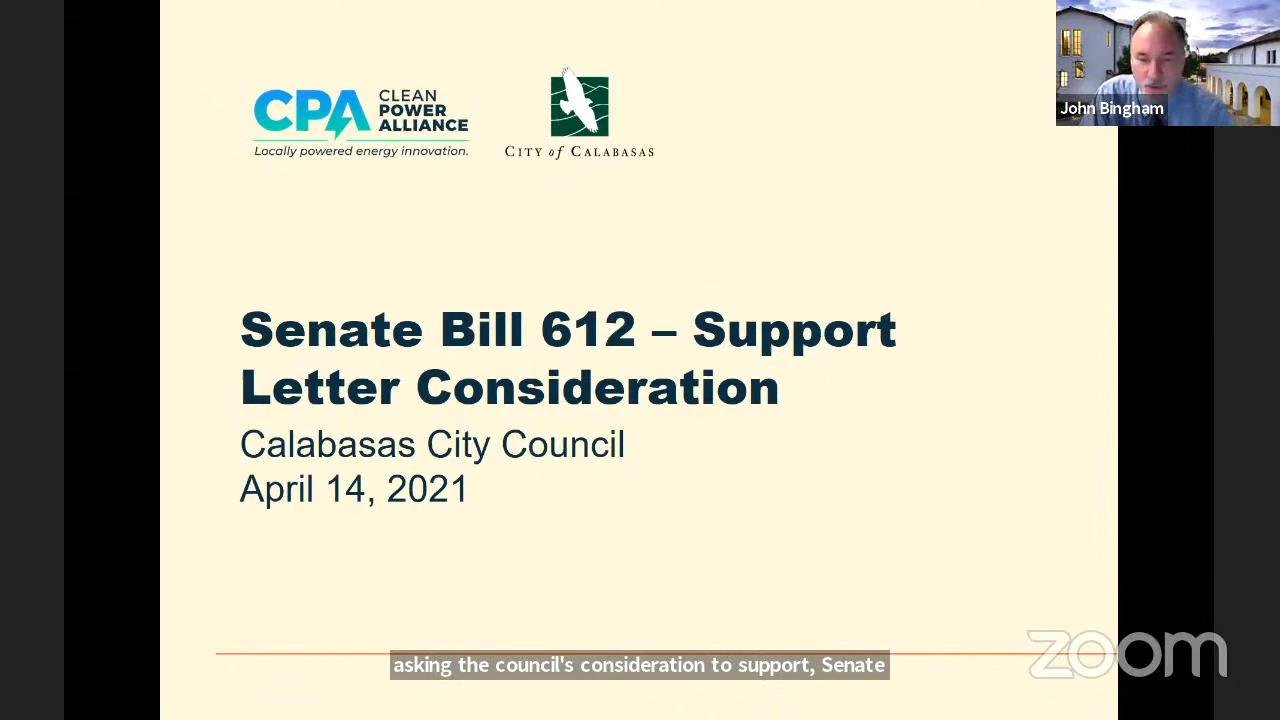 CPA CLEAN
POWER
ALLIANCE
Locally powered energy innovation.
CITY of CALABASAS
John Bingham
Senate Bill 612 – Support
Letter Consideration
Calabasas City Council
April 14, 2021
asking the council's consideration to support, Senate
zoom